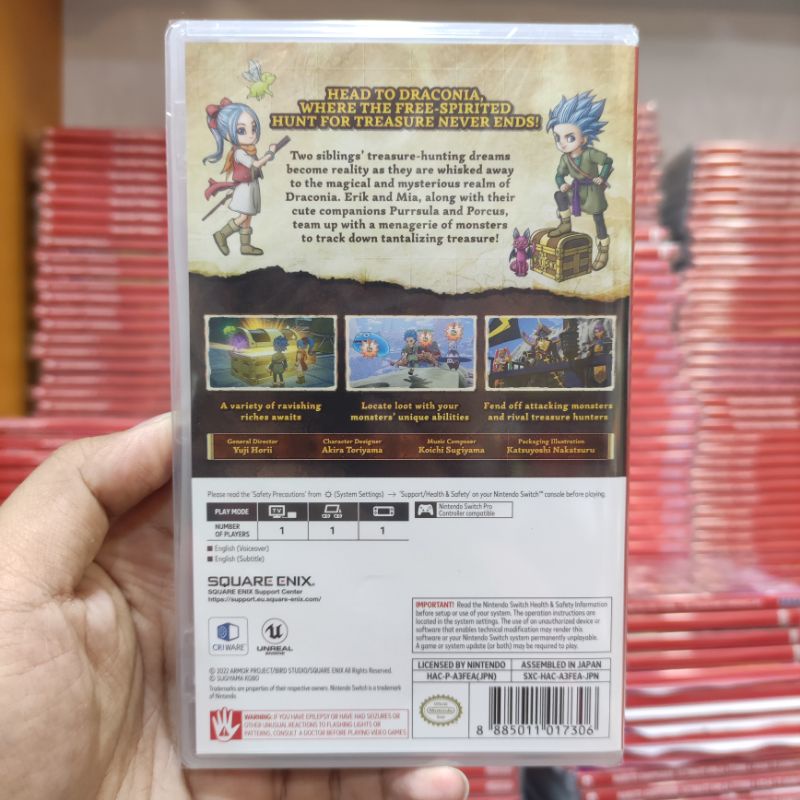 HEAD TO DRACONIA,
WHERE THE FREE-SPIRITED
HUNT FOR TREASURE NEVER ENDS!
Two siblings' treasure-hunting dreams
become reality as they are whisked away
to the magical and mysterious realm of
Draconia. Erik and Mia, along with their
cute companions Purrsula and Porcus,
team up with a menagerie of monsters
to track down tantalizing treasure!
A variety of ravishing
riches awaits
Locate loot with your
monsters' unique abilities
Fend off attacking monsters
and rival treasure hunters
General Director
Yuji Horii
Character Designer
Akira Toriyama
Music Composer
Koichi Sugiyama
Packaging Illustration
Katsuyoshi Nakatsuru
Please read the 'Safety Precautions' from (System Settings) → 'Support/Health & Safety' on your Nintendo Switch™ console before playing.
PLAY MODE TV
NUMBER OF PLAYERS 1 1 1
Nintendo Switch Pro
Controller compatible
English (Voiceover)
English (Subtitle)
SQUARE ENIX.
SQUARE ENIX Support Center
https://support.eu.square-enix.com/
CRIWARE
UNREAL
ENGINE
© 2022 ARMOR PROJECT/BIRD STUDIO/SQUARE ENIX All Rights Reserved.
© SUGIYAMA KOBO
Trademarks are properties of their respective owners. Nintendo Switch is a trademark
of Nintendo
WARNING: IF YOU HAVE EPILEPSY OR HAVE HAD SEIZURES OR
OTHER UNUSUAL REACTIONS TO FLASHING LIGHTS OR
PATTERNS, CONSULT A DOCTOR BEFORE PLAYING VIDEO GAMES.
IMPORTANT! Read the Nintendo Switch Health & Safety Information
before setup or use of your system. The operation instructions are
located in the system settings. The use of an unauthorized device or
software that enables technical modification may render this
software or your Nintendo Switch system permanently unplayable.
A game or system update (or both) may be required to play.
LICENSED BY NINTENDO
HAC-P-A3FEA(JPN)
ASSEMBLED IN JAPAN
SXC-HAC-A3FEA-JPN
Official
Nintendo
Seal
8 885011 017306